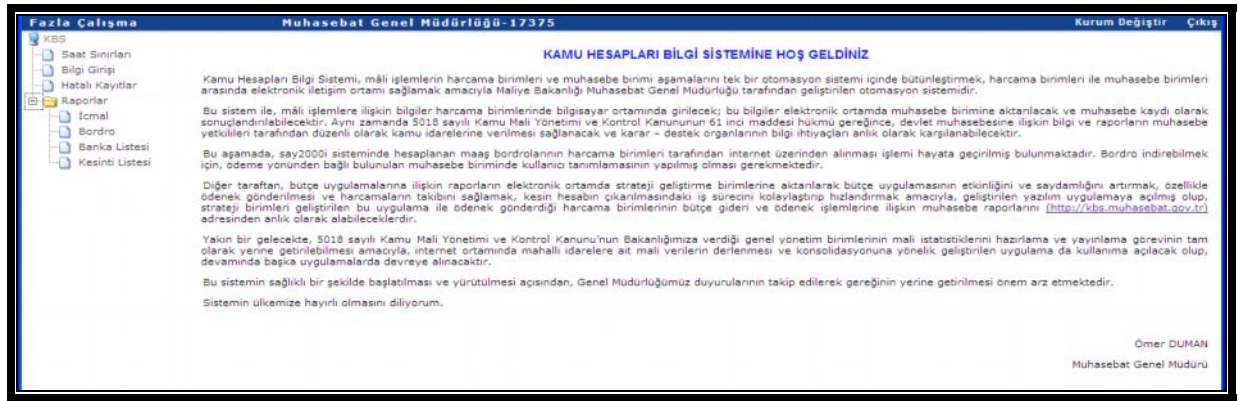 Fazla Çalışma Muhasebat Genel Müdürlüğü-17375 Kurum Değiştir Çıkış
KBS
Saat Sınırları
Bilgi Girişi
Hatalı Kayıtlar
Raporlar
İcmal
Bordro
Banka Listesi
Kesinti Listesi
KAMU HESAPLARI BİLGİ SİSTEMİNE HOŞ GELDİNİZ
Kamu Hesapları Bilgi Sistemi, mâli işlemlerin harcama birimleri ve muhasebe birimi aşamalarını tek bir otomasyon sistemi içinde bütünleştirmek, harcama birimleri ile muhasebe birimleri
arasında elektronik iletişim ortamı sağlamak amacıyla Maliye Bakanlığı Muhasebat Genel Müdürlüğü tarafından geliştirilen otomasyon sistemidir.
Bu sistem ile, mâli işlemlere ilişkin bilgiler harcama birimlerinde bilgisayar ortamında girilecek; bu bilgiler elektronik ortamda muhasebe birimine aktarılacak ve muhasebe kaydı olarak
sonuçlandırılabilecektir. Aynı zamanda 5018 sayılı Kamu Mali Yönetimi ve Kontrol Kanununun 61 inci maddesi hükmü gereğince, devlet muhasebesine ilişkin bilgi ve raporların muhasebe
yetkilileri tarafından düzenli olarak kamu idarelerine verilmesi sağlanacak ve karar – destek organlarının bilgi ihtiyaçları anlık olarak karşılanabilecektir.
Bu aşamada, say2000i sisteminde hesaplanan maaş bordrolarının harcama birimleri tarafından internet üzerinden alınması işlemi hayata geçirilmiş bulunmaktadır. Bordro indirebilmek
için, ödeme yönünden bağlı bulunulan muhasebe biriminde kullanıcı tanımlamasının yapılmış olması gerekmektedir.
Diğer taraftan, bütçe uygulamalarına ilişkin raporların elektronik ortamda strateji geliştirme birimlerine aktarılarak bütçe uygulamasının etkinliğini ve saydamlığını artırmak, özellikle
ödenek gönderilmesi ve harcamaların takibini sağlamak, kesin hesabın çıkarılmasındaki iş sürecini kolaylaştırıp hızlandırmak amacıyla, geliştirilen yazılım uygulamaya açılmış olup,
strateji birimleri geliştirilen bu uygulama ile ödenek gönderdiği harcama birimlerinin bütçe gideri ve ödenek işlemlerine ilişkin muhasebe raporlarını (http://kbs.muhasebat.gov.tr)
adresinden anlık olarak alabileceklerdir.
Yakın bir gelecekte, 5018 sayılı Kamu Mali Yönetimi ve Kontrol Kanunu'nun Bakanlığımıza verdiği genel yönetim birimlerinin mali istatistiklerini hazırlama ve yayınlama görevinin tam
olarak yerine getirilebilmesi amacıyla, internet ortamında mahalli idarelere ait mali verilerin derlenmesi ve konsolidasyonuna yönelik geliştirilen uygulama da kullanıma açılacak olup,
devamında başka uygulamalarda devreye alınacaktır.
Bu sistemin sağlıklı bir şekilde başlatılması ve yürütülmesi açısından, Genel Müdürlüğümüz duyurularının takip edilerek gereğinin yerine getirilmesi önem arz etmektedir.
Sistemin ülkemize hayırlı olmasını diliyorum.
Ömer DUMAN
Muhasebat Genel Müdürü